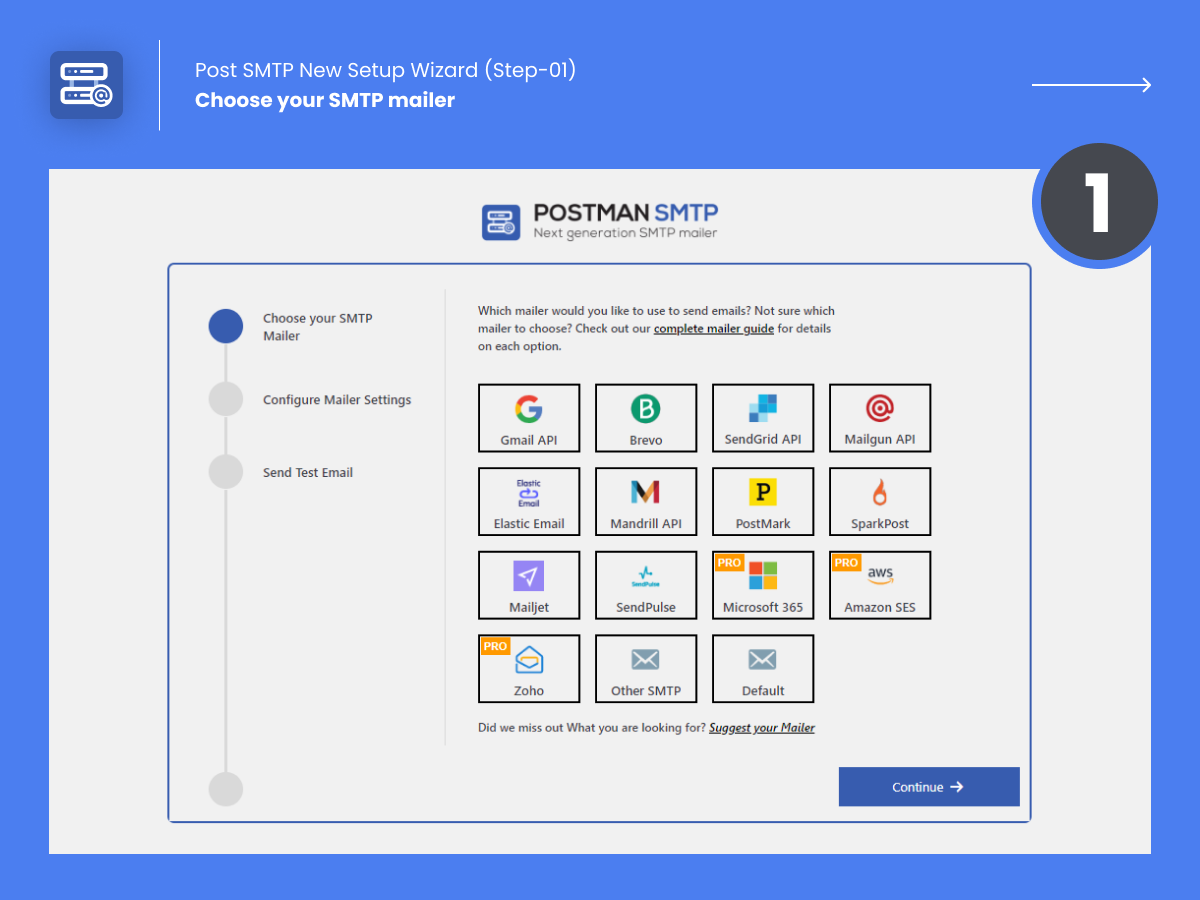 Post SMTP New Setup Wizard (Step-01)
Choose your SMTP mailer
1
POSTMAN SMTP
Next generation SMTP mailer
Choose your SMTP
Mailer
Configure Mailer Settings
Send Test Email
Which mailer would you like to use to send emails? Not sure which
mailer to choose? Check out our complete mailer guide for details
on each option.
Gmail API
Brevo
SendGrid API
Mailgun API
Elastic
Email
Elastic Email
Mandrill API
P
PostMark
SparkPost
Mailjet
SendPulse
SendPulse
PRO
Microsoft 365
PRO
aws
Amazon SES
PRO
Zoho
Other SMTP
Default
Did we miss out What you are looking for? Suggest your Mailer
Continue →